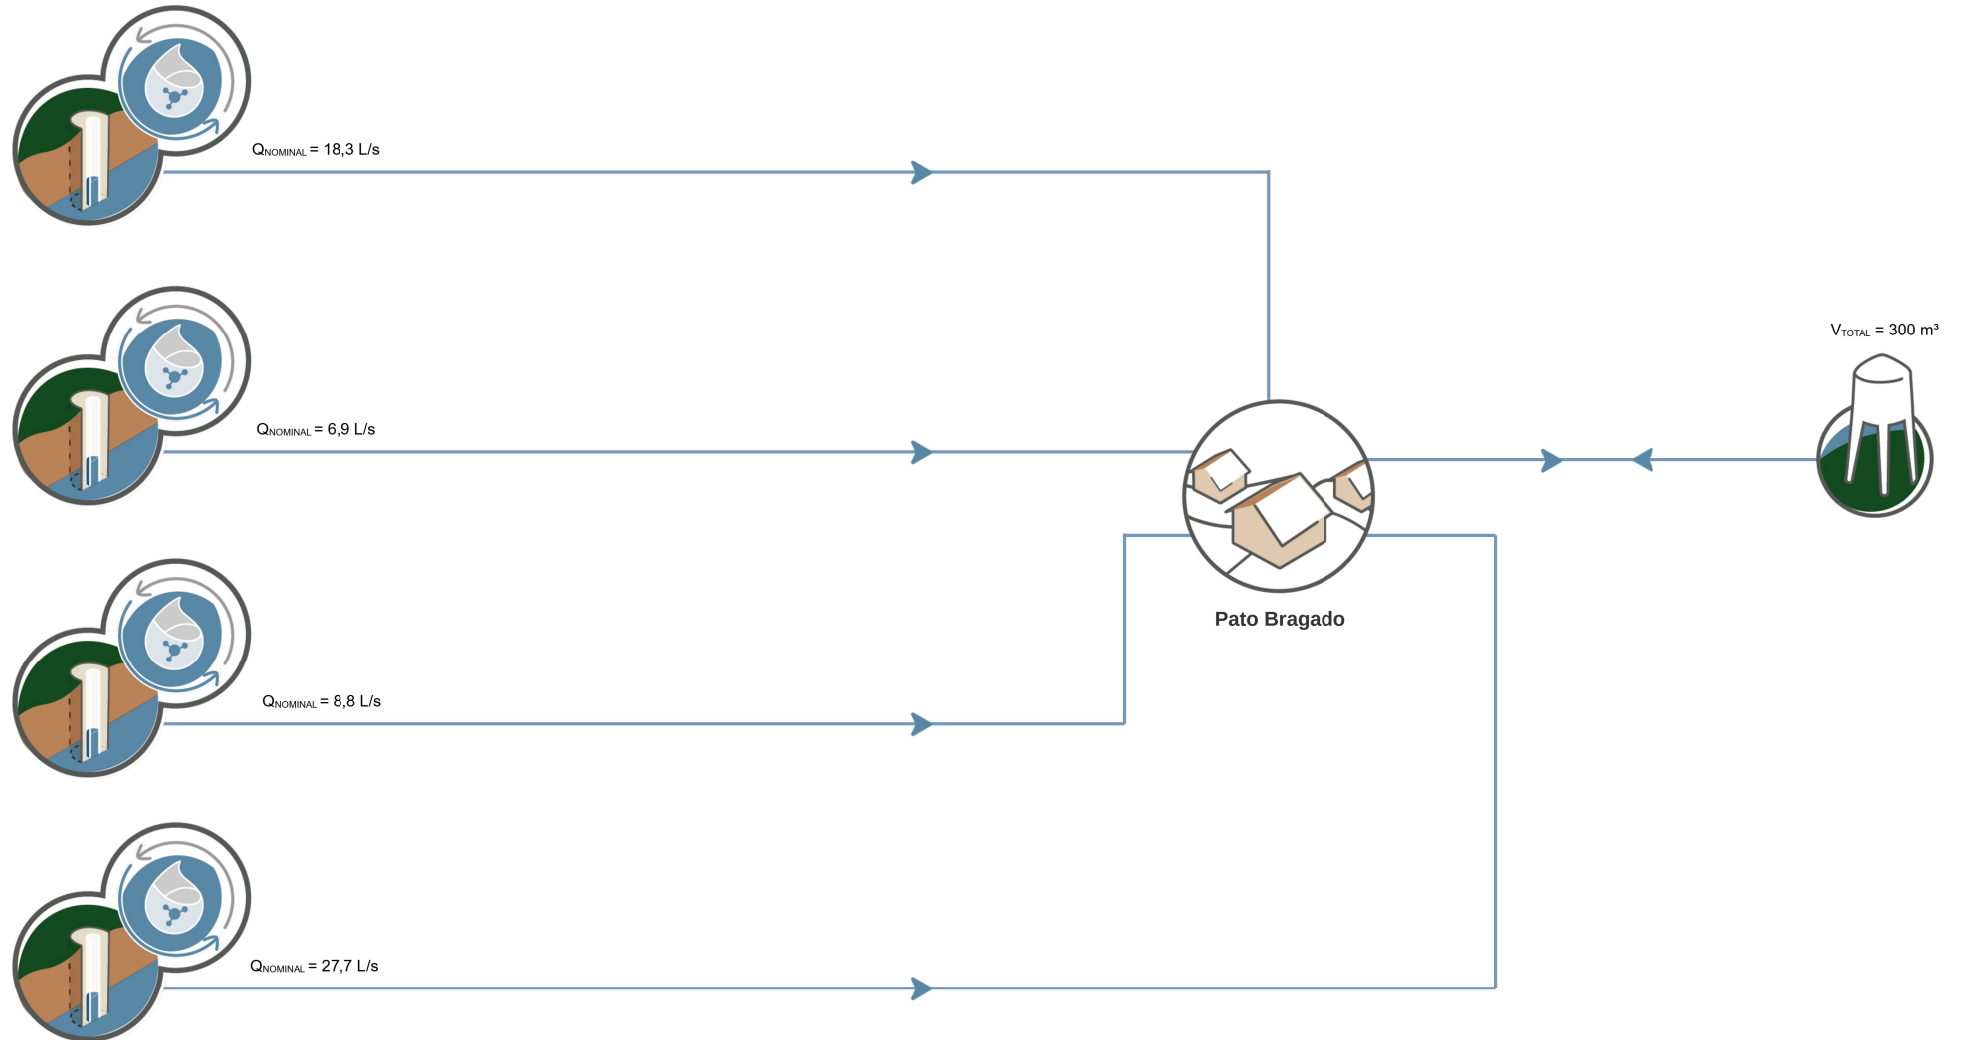 QNOMINAL = 18,3 L/s
VTOTAL = 300 m³
QNOMINAL = 6,9 L/s
Pato Bragado
QNOMINAL = 8,8 L/s
QNOMINAL = 27,7 L/s